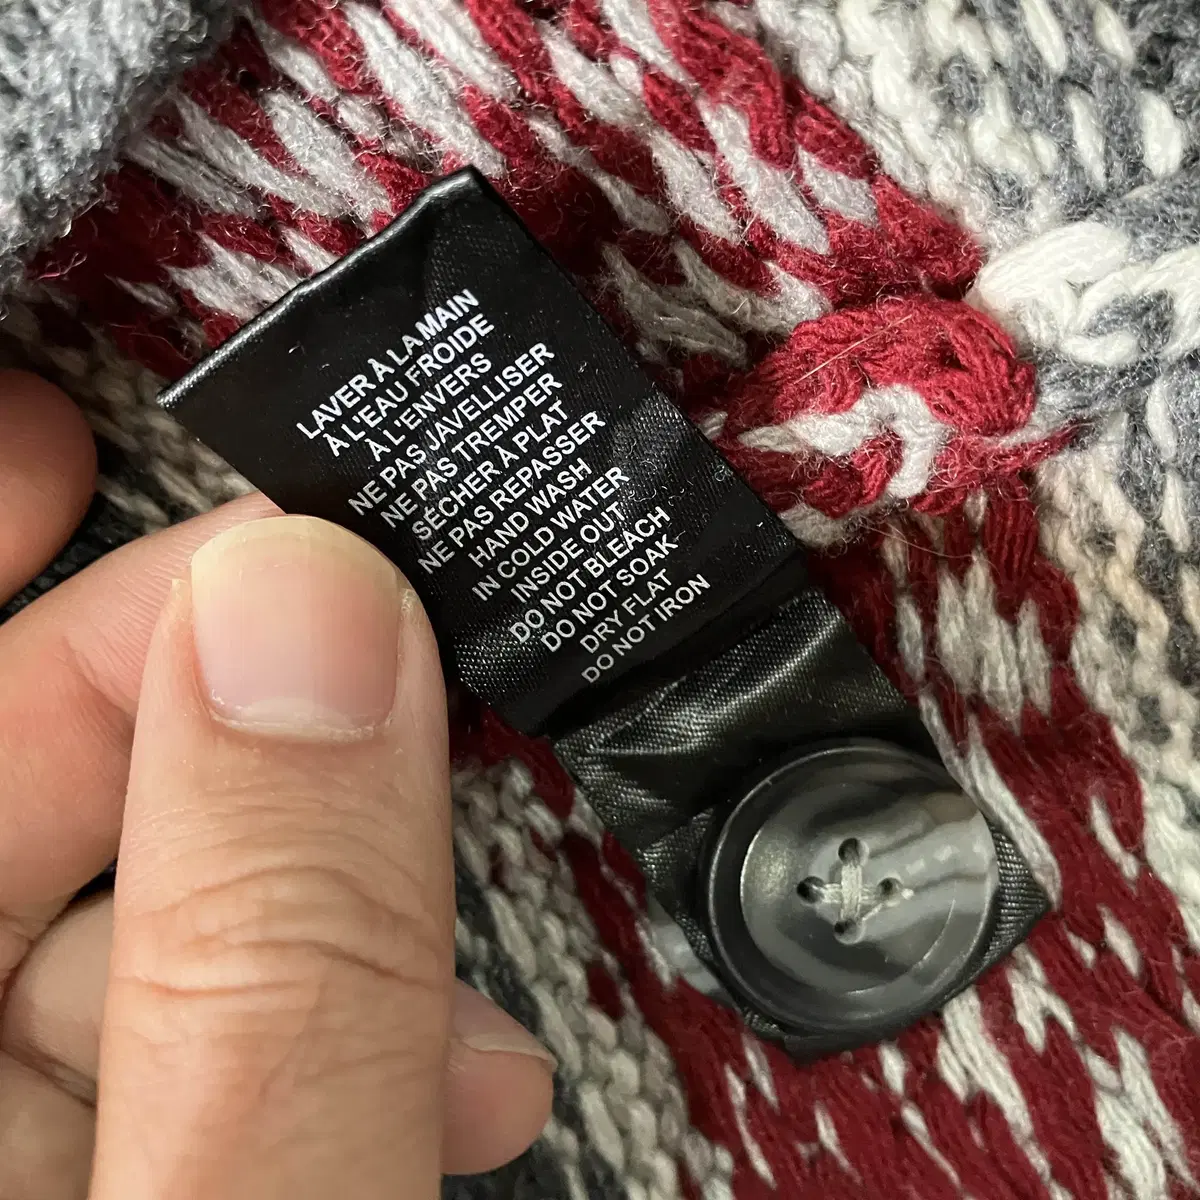 LAVER À LA MAIN
À L'EAU FROIDE
À L'ENVERS
NE PAS JAVELLISER
NE PAS TREMPER
SÉCHER À PLAT
NE PAS REPASSER
HAND WASH
IN COLD WATER
INSIDE OUT
DO NOT BLEACH
DO NOT SOAK
DRY FLAT
DO NOT IRON